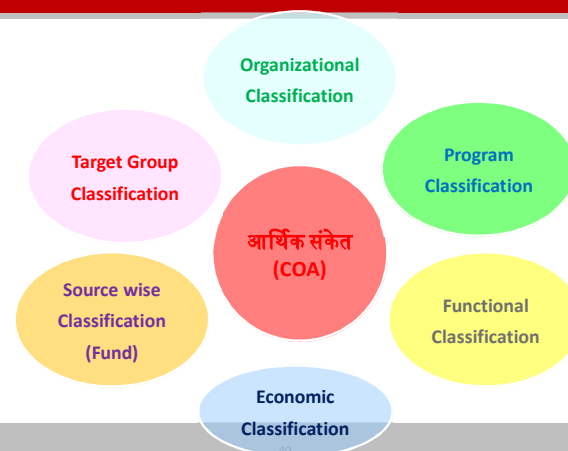 Organizational
Classification
Target Group
Classification
Program
Classification
आर्थिक संकेत
(COA)
Source wise
Classification
(Fund)
Functional
Classification
Economic
Classification